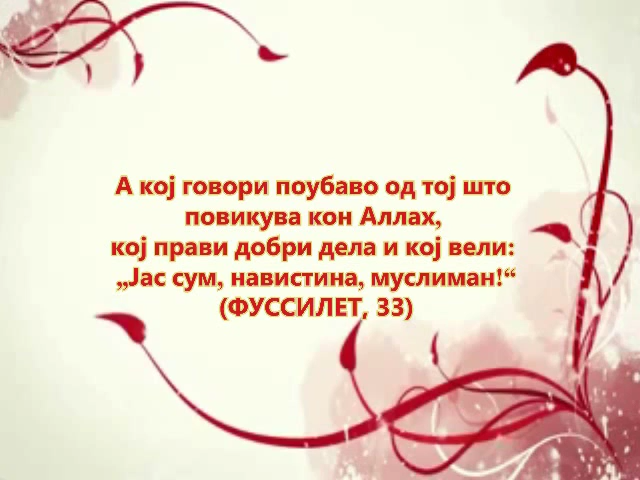 А кој говори поубаво од тој што
повикува кон Аллах,
кој прави добри дела и кој вели:
„Јас сум, навистина, муслиман!“
(ФУССИЛЕТ, 33)